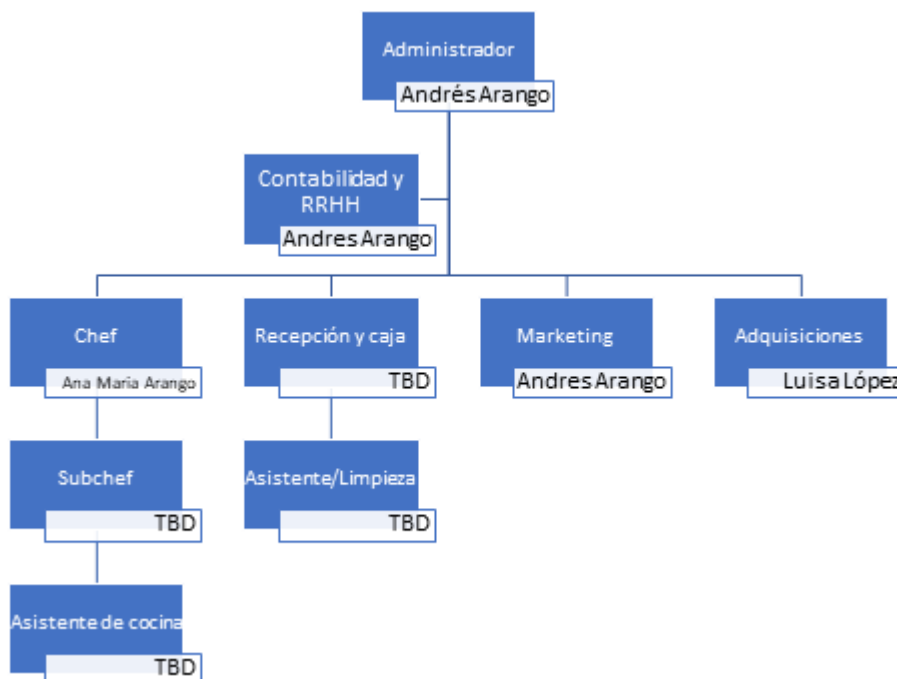 Administrador
Andrés Arango
Contabilidad y
RRHH
Andres Arango
Chef
Ana Maria Arango
Recepción y caja
TBD
Marketing
Andres Arango
Adquisiciones
Luisa López
Subchef
TBD
Asistente/Limpieza
TBD
Asistente de cocina
TBD